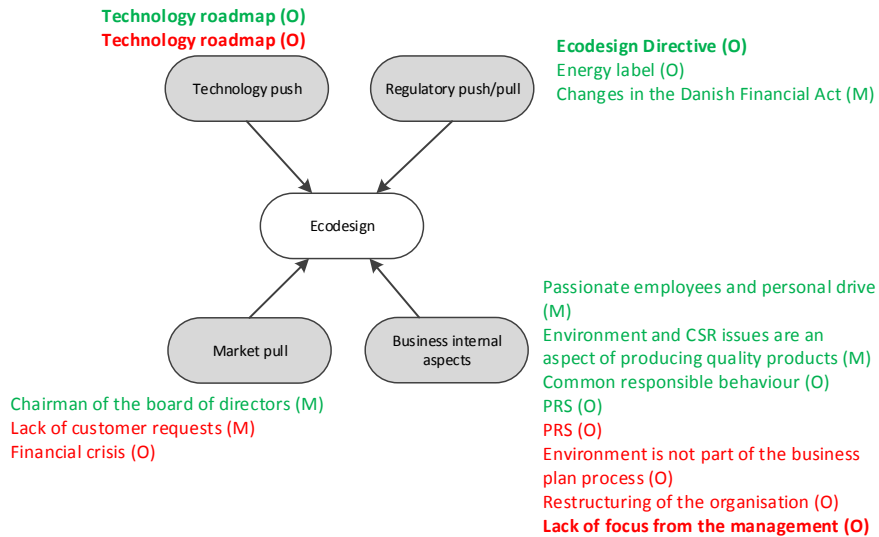 Technology roadmap (O)
Technology roadmap (O)
Technology push
Regulatory push/pull
Ecodesign Directive (O)
Energy label (O)
Changes in the Danish Financial Act (M)
Ecodesign
Market pull
Business internal
aspects
Chairman of the board of directors (M)
Lack of customer requests (M)
Financial crisis (O)
Passionate employees and personal drive
(M)
Environment and CSR issues are an
aspect of producing quality products (M)
Common responsible behaviour (O)
PRS (O)
PRS (O)
Environment is not part of the business
plan process (O)
Restructuring of the organisation (O)
Lack of focus from the management (O)